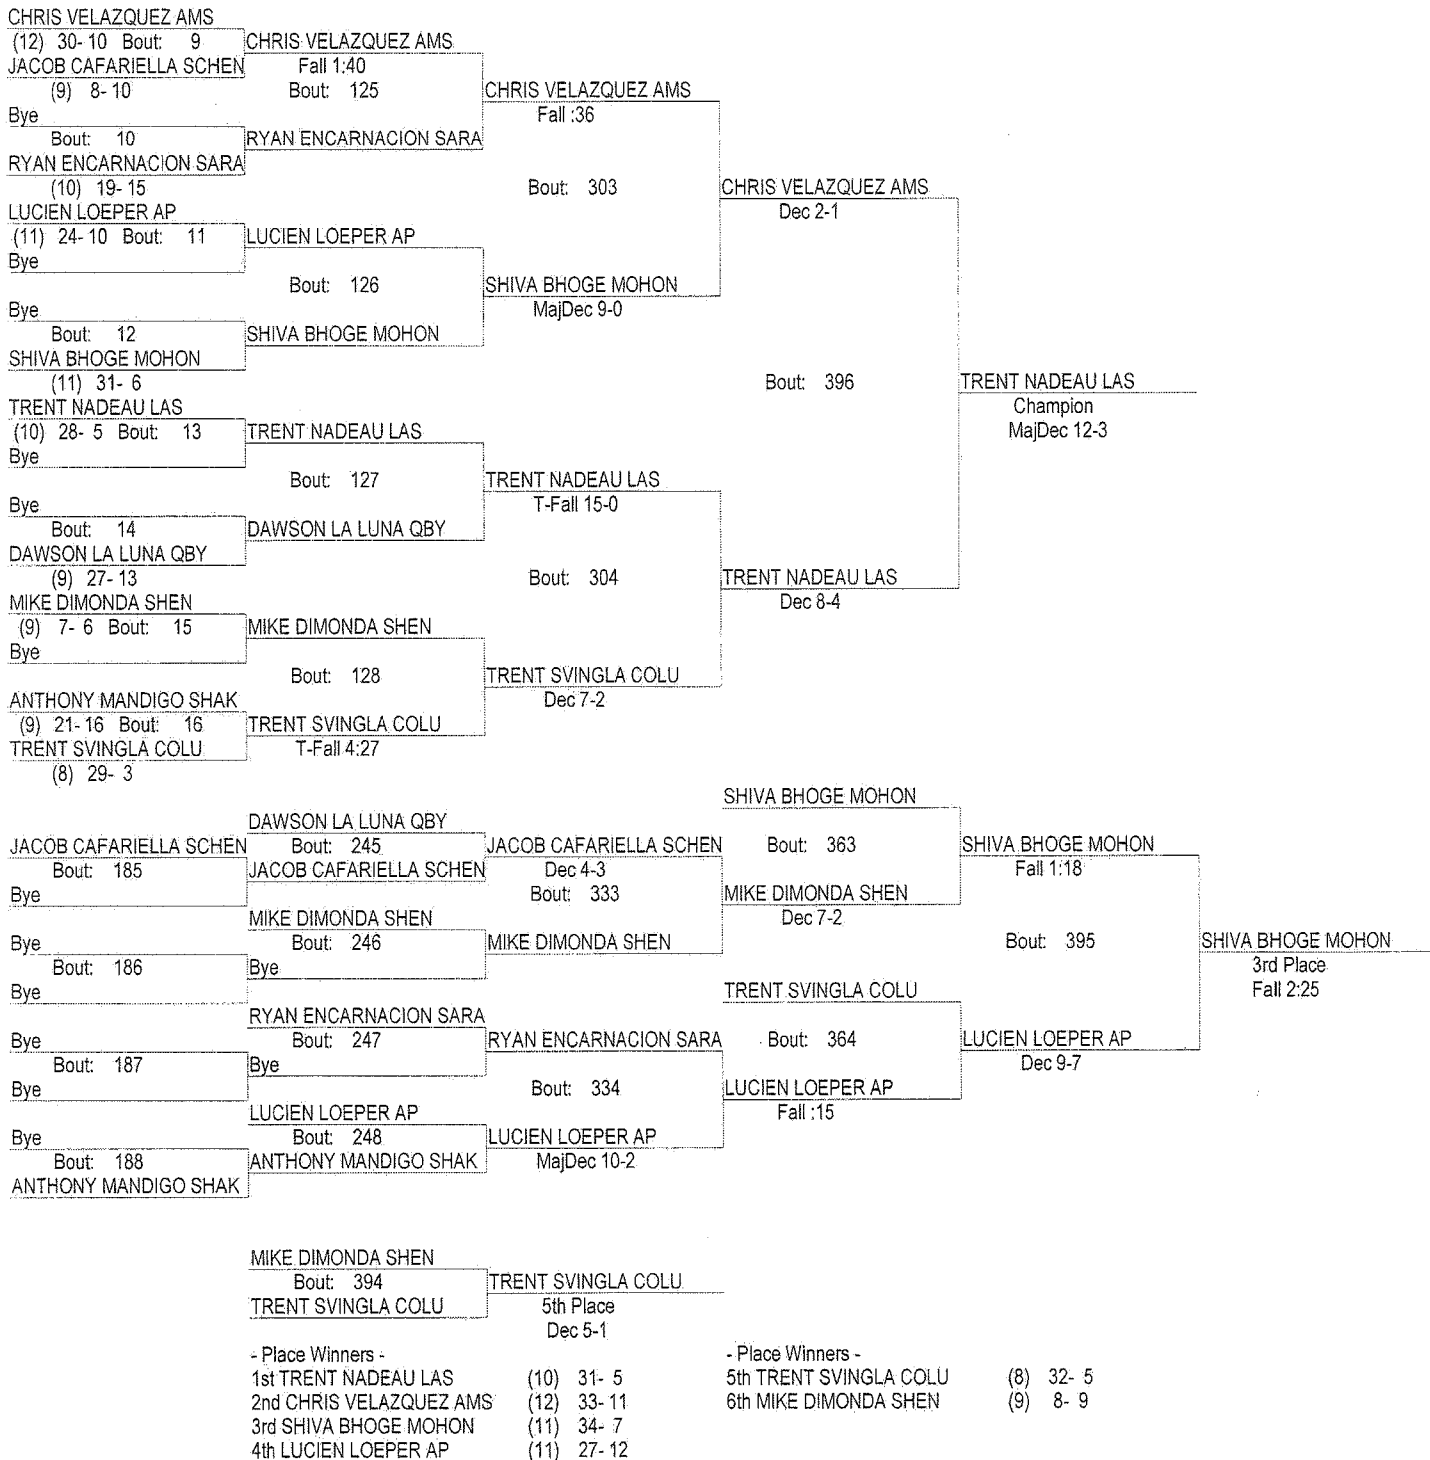 CHRIS VELAZQUEZ AMS
(12) 30- 10 Bout: 9
CHRIS VELAZQUEZ AMS
JACOB CAFARIELLA SCHEN
Fall 1:40
(9) 8- 10
Bout: 125
CHRIS VELAZQUEZ AMS
Bye
Fall :36
Bout: 10
RYAN ENCARNACION SARA
RYAN ENCARNACION SARA
(10) 19- 15
Bout: 303
CHRIS VELAZQUEZ AMS
LUCIEN LOEPER AP
Dec 2-1
(11) 24- 10 Bout: 11
LUCIEN LOEPER AP
Bye
Bout: 126
SHIVA BHOGE MOHON
Bye
MajDec 9-0
Bout: 12
SHIVA BHOGE MOHON
SHIVA BHOGE MOHON
(11) 31- 6
Bout: 396
TRENT NADEAU LAS
TRENT NADEAU LAS
Champion
(10) 28- 5 Bout: 13
TRENT NADEAU LAS
MajDec 12-3
Bye
Bout: 127
TRENT NADEAU LAS
Bye
T-Fall 15-0
Bout: 14
DAWSON LA LUNA QBY
DAWSON LA LUNA QBY
(9) 27- 13
Bout: 304
TRENT NADEAU LAS
MIKE DIMONDA SHEN
Dec 8-4
(9) 7- 6 Bout: 15
MIKE DIMONDA SHEN
Bye
Bout: 128
TRENT SVINGLA COLU
ANTHONY MANDIGO SHAK
Dec 7-2
(9) 21- 16 Bout: 16
TRENT SVINGLA COLU
TRENT SVINGLA COLU
T-Fall 4:27
(8) 29- 3
SHIVA BHOGE MOHON
DAWSON LA LUNA QBY
JACOB CAFARIELLA SCHEN
Bout: 245
JACOB CAFARIELLA SCHEN
Bout: 363
SHIVA BHOGE MOHON
Bout: 185
JACOB CAFARIELLA SCHEN
Dec 4-3
Fall 1:18
Bye
Bout: 333
MIKE DIMONDA SHEN
MIKE DIMONDA SHEN
Dec 7-2
Bye
Bout: 246
MIKE DIMONDA SHEN
Bout: 395
SHIVA BHOGE MOHON
Bout: 186
Bye
3rd Place
Bye
TRENT SVINGLA COLU
Fall 2:25
RYAN ENCARNACION SARA
Bye
Bout: 247
RYAN ENCARNACION SARA
Bout: 364
LUCIEN LOEPER AP
Bout: 187
Bye
Dec 9-7
Bye
Bout: 334
LUCIEN LOEPER AP
LUCIEN LOEPER AP
Fall :15
Bye
Bout: 248
LUCIEN LOEPER AP
Bout: 188
ANTHONY MANDIGO SHAK
MajDec 10-2
ANTHONY MANDIGO SHAK
MIKE DIMONDA SHEN
Bout: 394
TRENT SVINGLA COLU
TRENT SVINGLA COLU
5th Place
Dec 5-1
- Place Winners -
1st TRENT NADEAU LAS (10) 31- 5
2nd CHRIS VELAZQUEZ AMS (12) 33- 11
3rd SHIVA BHOGE MOHON (11) 34- 7
4th LUCIEN LOEPER AP (11) 27- 12
- Place Winners -
5th TRENT SVINGLA COLU (8) 32- 5
6th MIKE DIMONDA SHEN (9) 8- 9